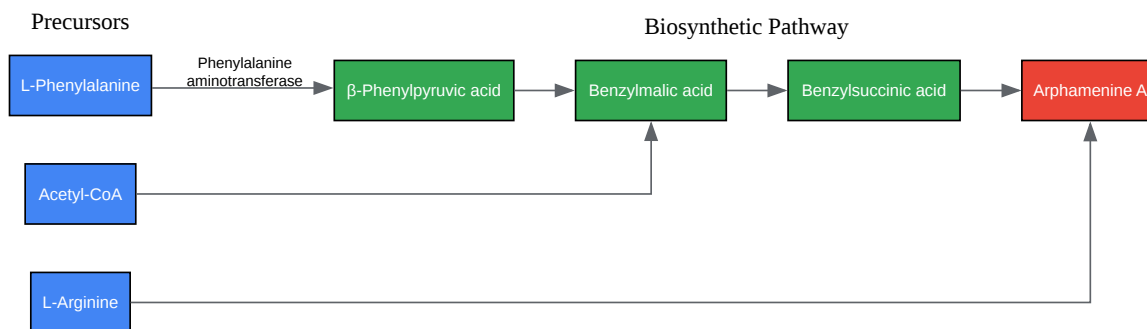 Precursors
Biosynthetic Pathway
L-Phenylalanine
Phenylalanine
aminotransferase
β-Phenylpyruvic acid
Benzylmalic acid
Benzylsuccinic acid
Arphamenine A
Acetyl-CoA
L-Arginine